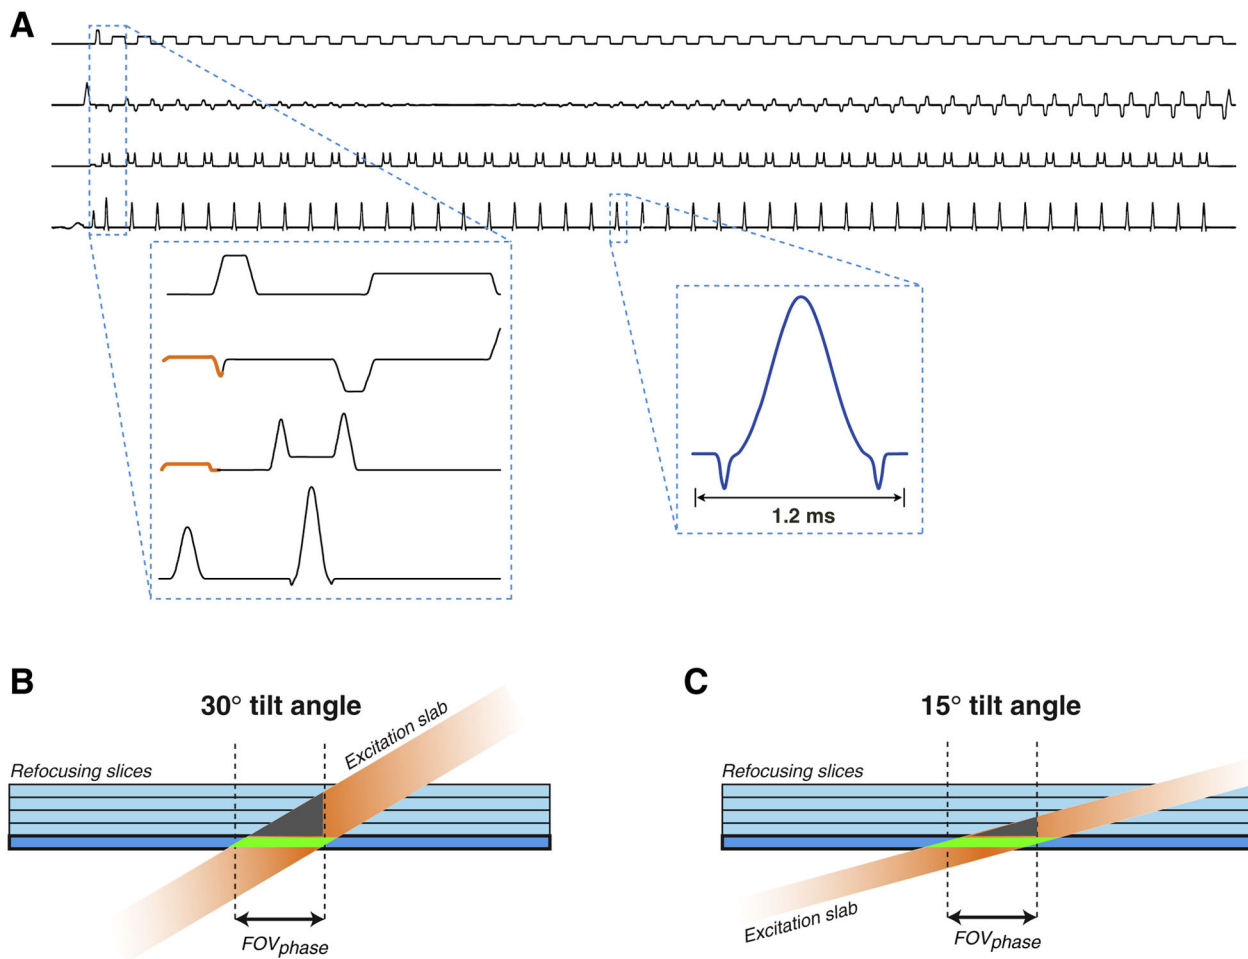 A
1.2 ms
B
30° tilt angle
Excitation slab
Refocusing slices
FOVphase
C
15° tilt angle
Refocusing slices
Excitation slab
FOVphase